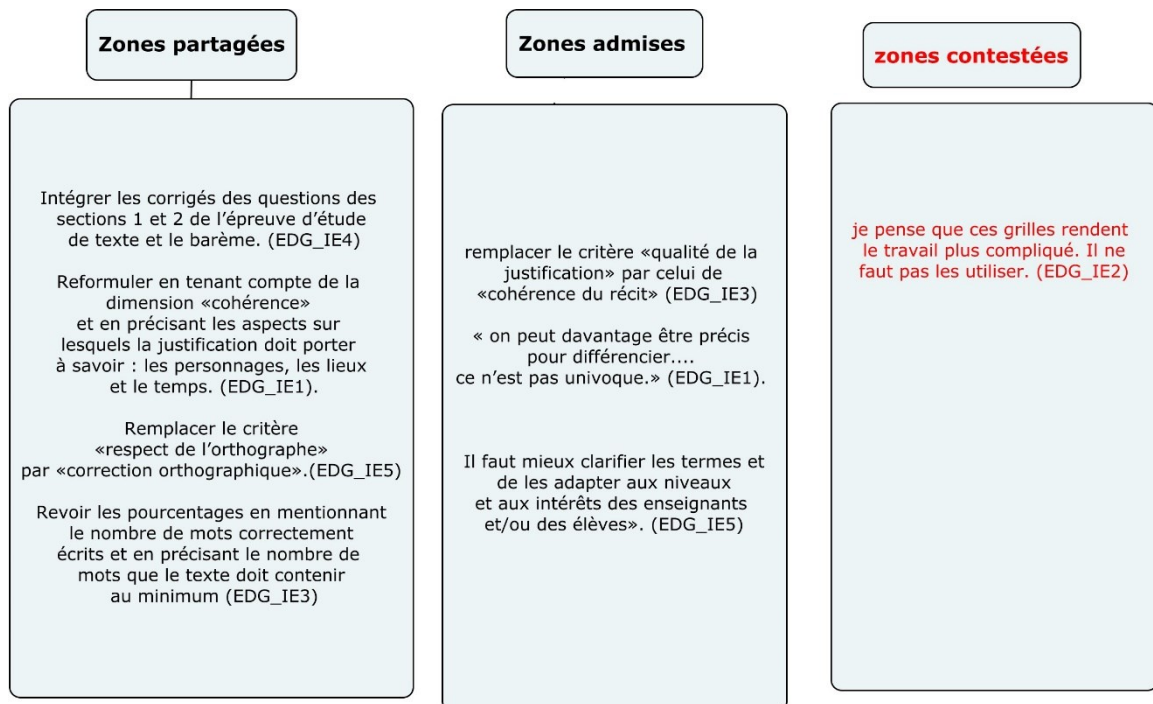 Zones partagées
Intégrer les corrigés des questions des
sections 1 et 2 de l’épreuve d’étude
de texte et le barème. (EDG_IE4)
Reformuler en tenant compte de la
dimension «cohérence»
et en précisant les aspects sur
lesquels la justification doit porter
à savoir : les personnages, les lieux
et le temps. (EDG_IE1).
Remplacer le critère
«respect de l’orthographe»
par «correction orthographique».(EDG_IE5)
Revoir les pourcentages en mentionnant
le nombre de mots correctement
écrits et en précisant le nombre de
mots que le texte doit contenir
au minimum (EDG_IE3)
Zones admises
remplacer le critère «qualité de la
justification» par celui de
«cohérence du récit» (EDG_IE3)
« on peut davantage être précis
pour différencier....
ce n’est pas univoque.» (EDG_IE1).
Il faut mieux clarifier les termes et
de les adapter aux niveaux
et aux intérêts des enseignants
et/ou des élèves». (EDG_IE5)
zones contestées
je pense que ces grilles rendent
le travail plus compliqué. Il ne
faut pas les utiliser. (EDG_IE2)